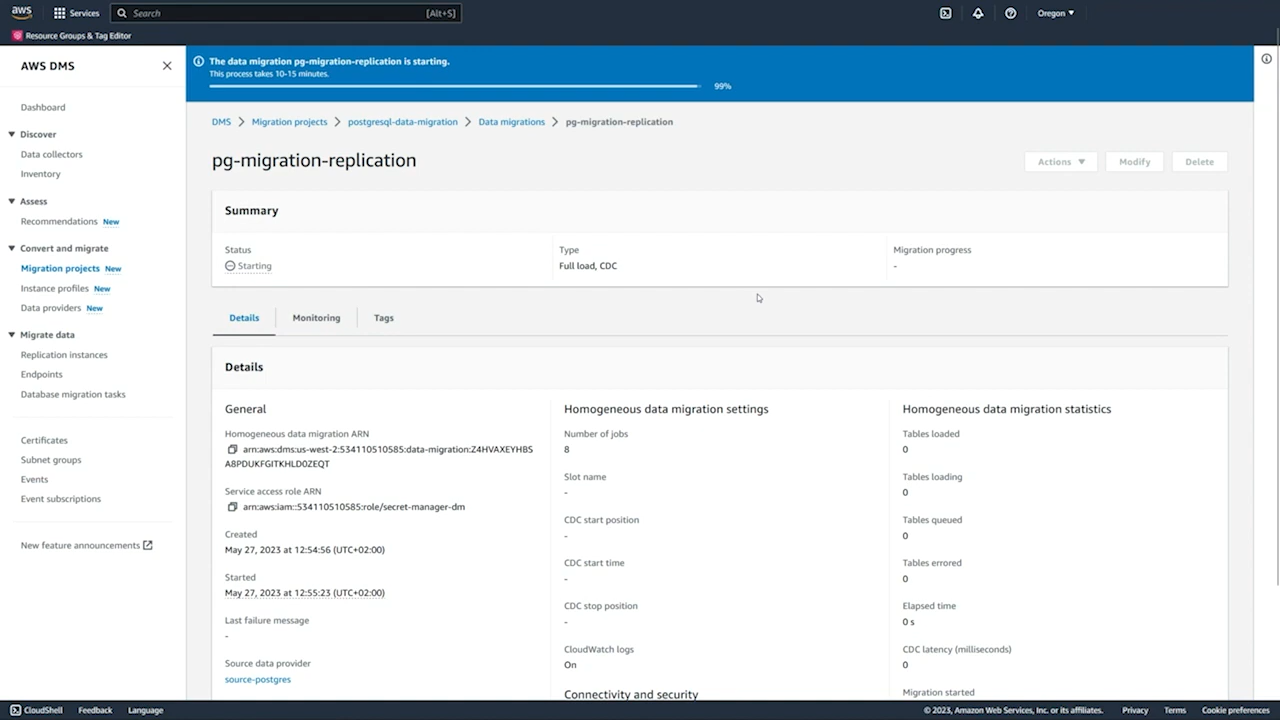 aws
Services
Search
[Alt+S]
Oregon
Resource Groups & Tag Editor
AWS DMS
Dashboard
Discover
Data collectors
Inventory
Assess
Recommendations New
Convert and migrate
Migration projects New
Instance profiles New
Data providers New
Migrate data
Replication instances
Endpoints
Database migration tasks
Certificates
Subnet groups
Events
Event subscriptions
New feature announcements
The data migration pg-migration-replication is starting.
This process takes 10-15 minutes.
99%
DMS > Migration projects > postgresql-data-migration > Data migrations > pg-migration-replication
pg-migration-replication
Actions
Modify
Delete
Summary
Status
Starting
Type
Full load, CDC
Migration progress
-
Details
Monitoring
Tags
Details
General
Homogeneous data migration ARN
arn:aws:dms:us-west-2:534110510585:data-migration:Z4HVAXEYHBS
A8PDUKFGITKHLD0ZEQT
Service access role ARN
arn:aws:iam::534110510585:role/secret-manager-dm
Created
May 27, 2023 at 12:54:56 (UTC+02:00)
Started
May 27, 2023 at 12:55:23 (UTC+02:00)
Last failure message
-
Source data provider
source-postgres
Homogeneous data migration settings
Number of jobs
8
Slot name
-
CDC start position
-
CDC start time
-
CDC stop position
-
CloudWatch logs
On
Connectivity and security
Homogeneous data migration statistics
Tables loaded
0
Tables loading
0
Tables queued
0
Tables errored
0
Elapsed time
0 s
CDC latency (milliseconds)
0
Migration started
CloudShell
Feedback
Language
© 2023, Amazon Web Services, Inc. or its affiliates.
Privacy
Terms
Cookie preferences